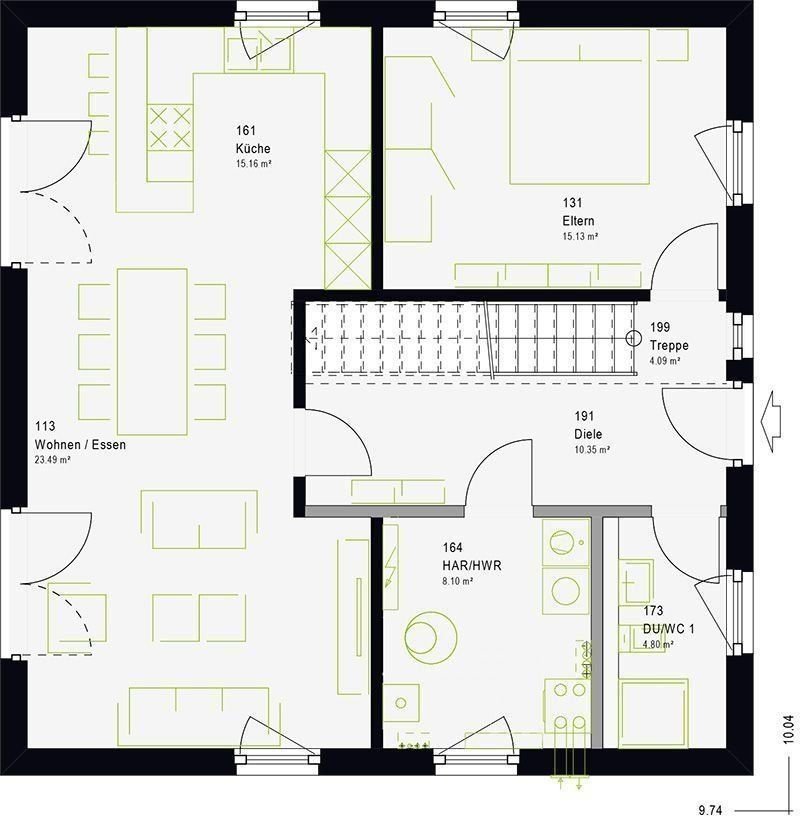 161
Küche
15.16 m²
131
Eltern
15.13 m²
199
Treppe
4.09 m²
113
Wohnen / Essen
23.49 m²
191
Diele
10.35 m²
164
HAR/HWR
8.10 m²
173
DU/WC 1
4.80 m²
10.04
9.74